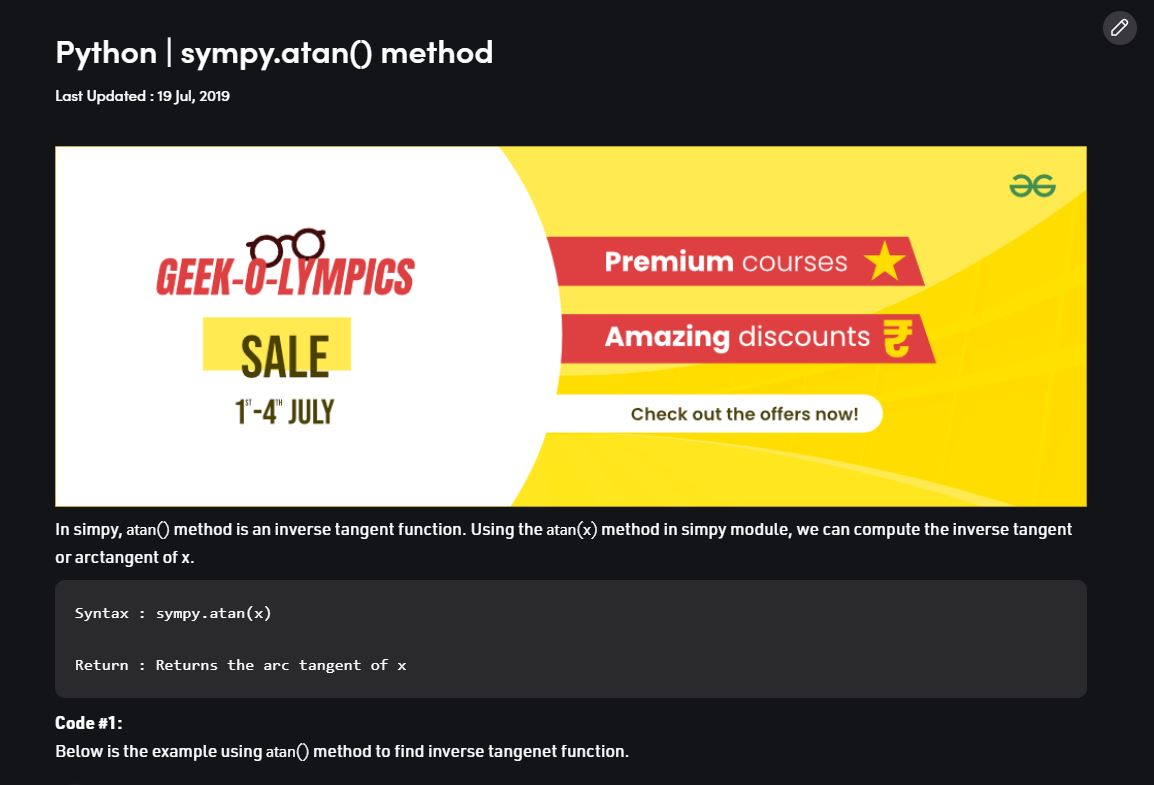 Python | sympy.atan() method
Last Updated : 19 Jul, 2019
GEEK-O-LYMPICS
SALE
1ST-4TH JULY
Premium courses
Amazing discounts
Check out the offers now!
In simpy, atan() method is an inverse tangent function. Using the atan(x) method in simpy module, we can compute the inverse tangent
or arctangent of x.
Syntax : sympy.atan(x)
Return : Returns the arc tangent of x
Code #1:
Below is the example using atan() method to find inverse tangenet function.